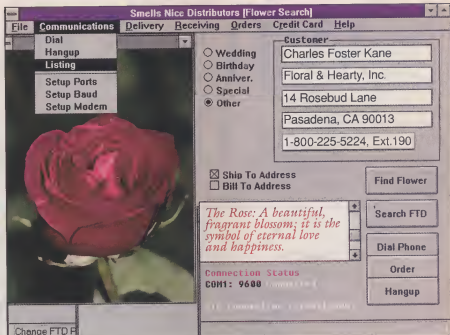 Smells Nice Distributors [Flower Search]
File Communications Delivery Receiving Orders Credit Card Help
Dial
Hangup
Listing
Setup Ports
Setup Baud
Setup Modem
Wedding
Birthday
Anniver.
Special
Other
Customer
Charles Foster Kane
Floral & Hearty, Inc.
14 Rosebud Lane
Pasadena, CA 90013
1-800-225-5224, Ext.190
Ship To Address
Bill To Address
The Rose: A beautiful,
fragrant blossom; it is the
symbol of eternal love
and happiness.
Connection Status
COM1: 9600
Find Flower
Search FTD
Dial Phone
Order
Hangup
Change FTD